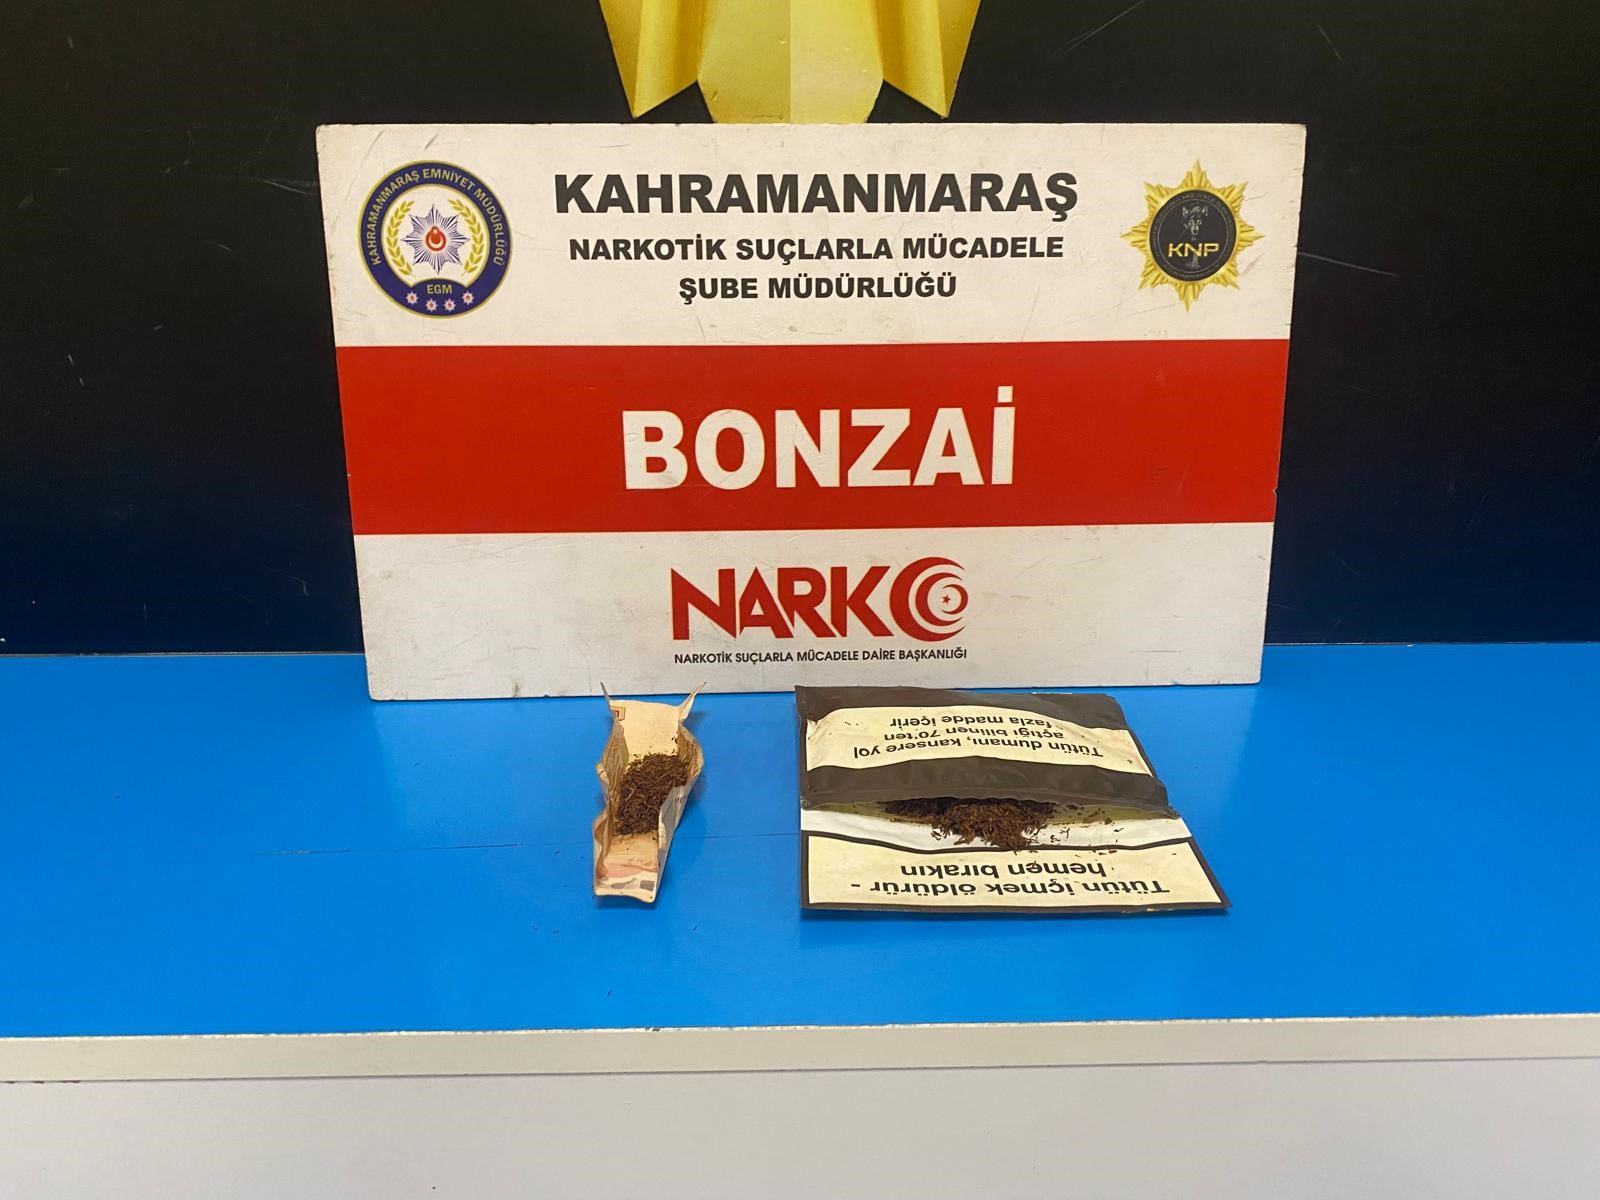 KAHRAMANMARAŞ EMNİYET MÜDÜRLÜĞÜ
EGM
KAHRAMANMARAŞ
NARKOTİK SUÇLARLA MÜCADELE
ŞUBE MÜDÜRLÜĞÜ
KNP
BONZAİ
NARKO
NARKOTİK SUÇLARLA MÜCADELE DAİRE BAŞKANLIĞI
Tütün dumanı, kansere yol
açtığı bilinen 70'ten
fazla madde içerir
Tütün içmek öldürür -
hemen bırakın